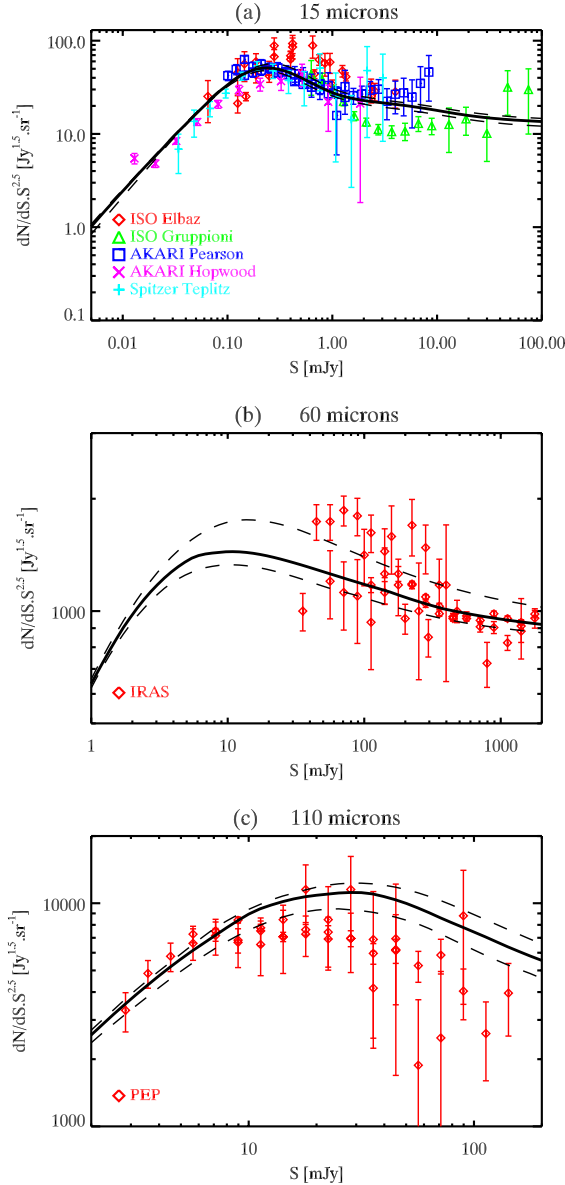 (a) 15 microns
100.0
10.0
1.0
0.1
dN/dS.S^2.5 [Jy^1.5.sr^-1]
ISO Elbaz
ISO Gruppioni
AKARI Pearson
AKARI Hopwood
Spitzer Teplitz
0.01 0.10 1.00 10.00 100.00
S [mJy]
(b) 60 microns
1000
dN/dS.S^2.5 [Jy^1.5.sr^-1]
IRAS
1 10 100 1000
S [mJy]
(c) 110 microns
10000
1000
dN/dS.S^2.5 [Jy^1.5.sr^-1]
PEP
10 100
S [mJy]